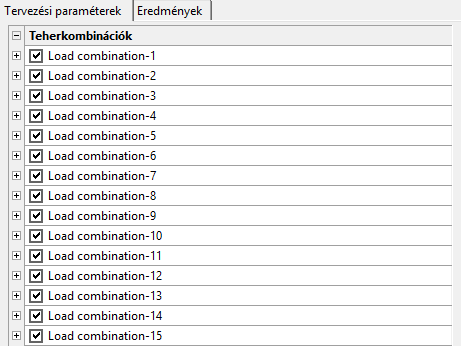 Tervezési paraméterek Eredmények
Teherkombinációk
Load combination-1
Load combination-2
Load combination-3
Load combination-4
Load combination-5
Load combination-6
Load combination-7
Load combination-8
Load combination-9
Load combination-10
Load combination-11
Load combination-12
Load combination-13
Load combination-14
Load combination-15